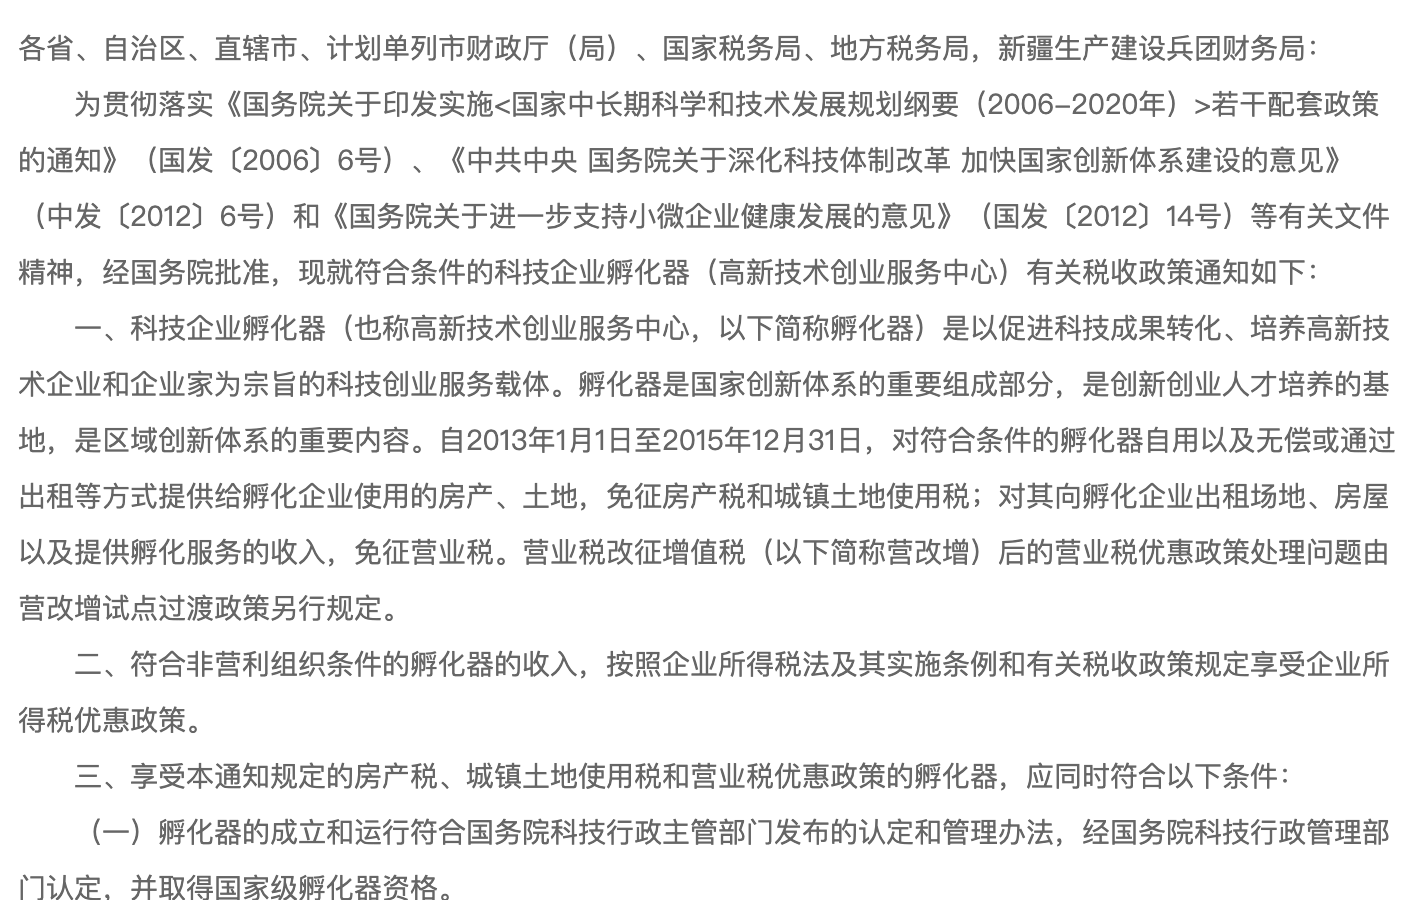 各省、自治区、直辖市、计划单列市财政厅（局）、国家税务局、地方税务局，新疆生产建设兵团财务局：
为贯彻落实《国务院关于印发实施<国家中长期科学和技术发展规划纲要（2006–2020年）>若干配套政策
的通知》（国发〔2006〕6号）、《中共中央 国务院关于深化科技体制改革 加快国家创新体系建设的意见》
（中发〔2012〕6号）和《国务院关于进一步支持小微企业健康发展的意见》（国发〔2012〕14号）等有关文件
精神，经国务院批准，现就符合条件的科技企业孵化器（高新技术创业服务中心）有关税收政策通知如下：
一、科技企业孵化器（也称高新技术创业服务中心，以下简称孵化器）是以促进科技成果转化、培养高新技
术企业和企业家为宗旨的科技创业服务载体。孵化器是国家创新体系的重要组成部分，是创新创业人才培养的基
地，是区域创新体系的重要内容。自2013年1月1日至2015年12月31日，对符合条件的孵化器自用以及无偿或通过
出租等方式提供给孵化企业使用的房产、土地，免征房产税和城镇土地使用税；对其向孵化企业出租场地、房屋
以及提供孵化服务的收入，免征营业税。营业税改征增值税（以下简称营改增）后的营业税优惠政策处理问题由
营改增试点过渡政策另行规定。
二、符合非营利组织条件的孵化器的收入，按照企业所得税法及其实施条例和有关税收政策规定享受企业所
得税优惠政策。
三、享受本通知规定的房产税、城镇土地使用税和营业税优惠政策的孵化器，应同时符合以下条件：
（一）孵化器的成立和运行符合国务院科技行政主管部门发布的认定和管理办法，经国务院科技行政管理部
门认定，并取得国家级孵化器资格。